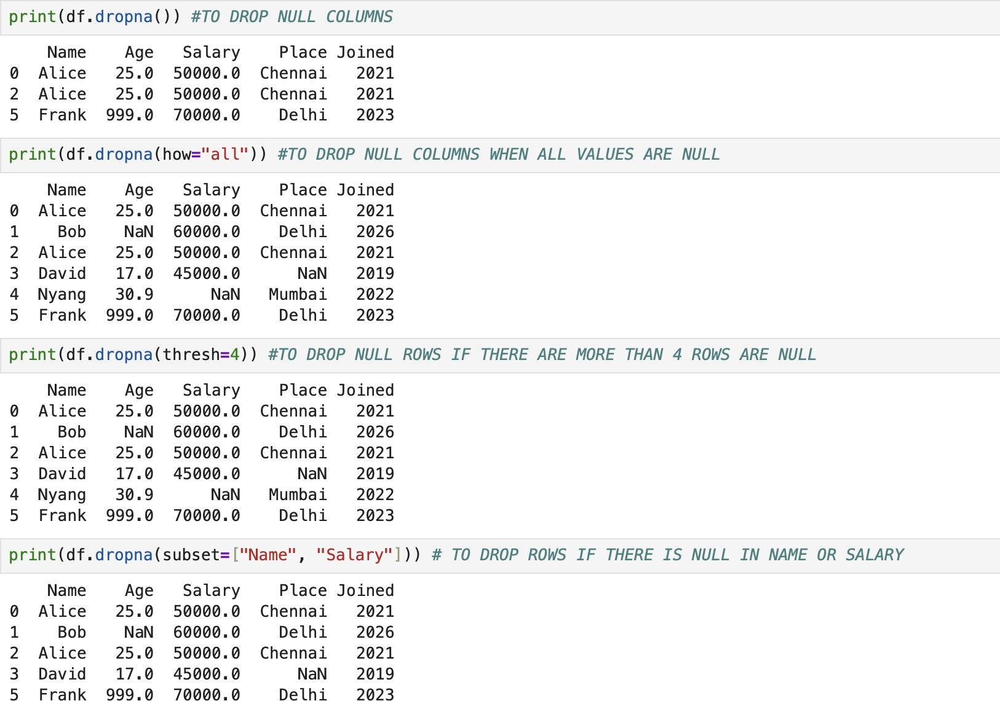 print(df.dropna()) #TO DROP NULL COLUMNS
    Name    Age   Salary    Place Joined
0  Alice   25.0  50000.0  Chennai   2021
2  Alice   25.0  50000.0  Chennai   2021
5  Frank  999.0  70000.0    Delhi   2023
print(df.dropna(how="all")) #TO DROP NULL COLUMNS WHEN ALL VALUES ARE NULL
    Name    Age   Salary    Place Joined
0  Alice   25.0  50000.0  Chennai   2021
1    Bob    NaN  60000.0    Delhi   2026
2  Alice   25.0  50000.0  Chennai   2021
3  David   17.0  45000.0      NaN   2019
4  Nyang   30.9      NaN   Mumbai   2022
5  Frank  999.0  70000.0    Delhi   2023
print(df.dropna(thresh=4)) #TO DROP NULL ROWS IF THERE ARE MORE THAN 4 ROWS ARE NULL
    Name    Age   Salary    Place Joined
0  Alice   25.0  50000.0  Chennai   2021
1    Bob    NaN  60000.0    Delhi   2026
2  Alice   25.0  50000.0  Chennai   2021
3  David   17.0  45000.0      NaN   2019
4  Nyang   30.9      NaN   Mumbai   2022
5  Frank  999.0  70000.0    Delhi   2023
print(df.dropna(subset=["Name", "Salary"])) # TO DROP ROWS IF THERE IS NULL IN NAME OR SALARY
    Name    Age   Salary    Place Joined
0  Alice   25.0  50000.0  Chennai   2021
1    Bob    NaN  60000.0    Delhi   2026
2  Alice   25.0  50000.0  Chennai   2021
3  David   17.0  45000.0      NaN   2019
5  Frank  999.0  70000.0    Delhi   2023